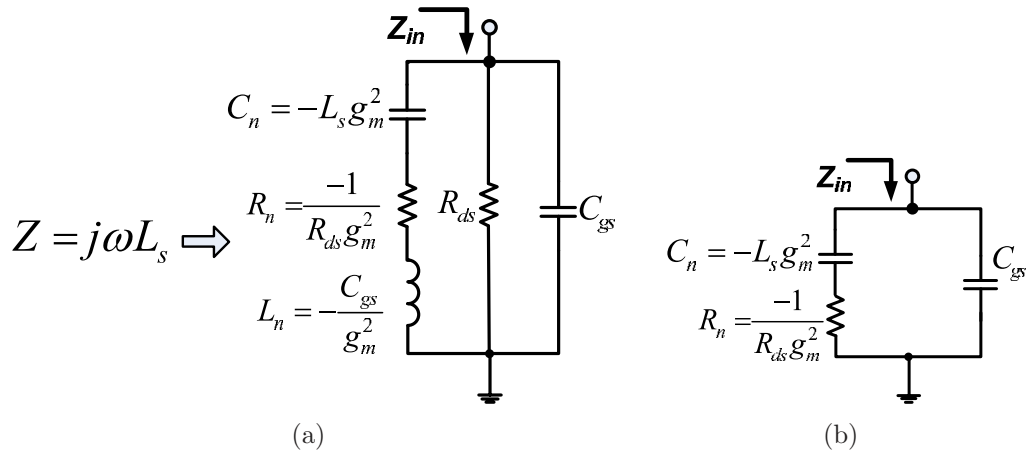 Z_in
C_n = -L_s g_m^2
R_n = -1 / R_ds g_m^2
R_ds
C_gs
Z = jωL_s
L_n = - C_gs / g_m^2
(a)
Z_in
C_n = -L_s g_m^2
C_gs
R_n = -1 / R_ds g_m^2
(b)